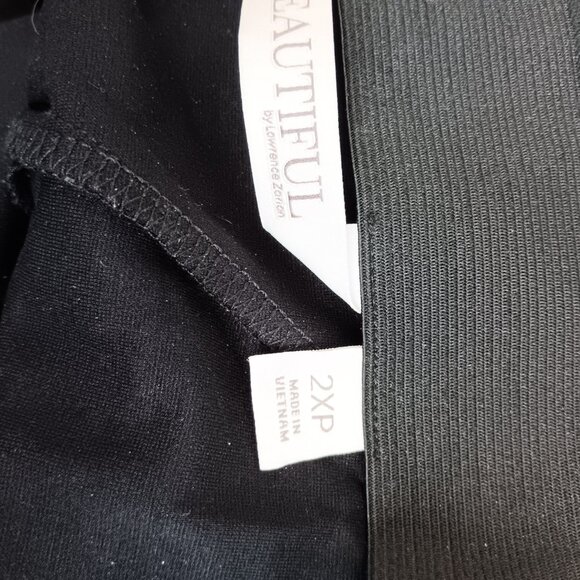 EAUTIFUL
by Lawrence Zarian
2XP
MADE IN
VIETNAM